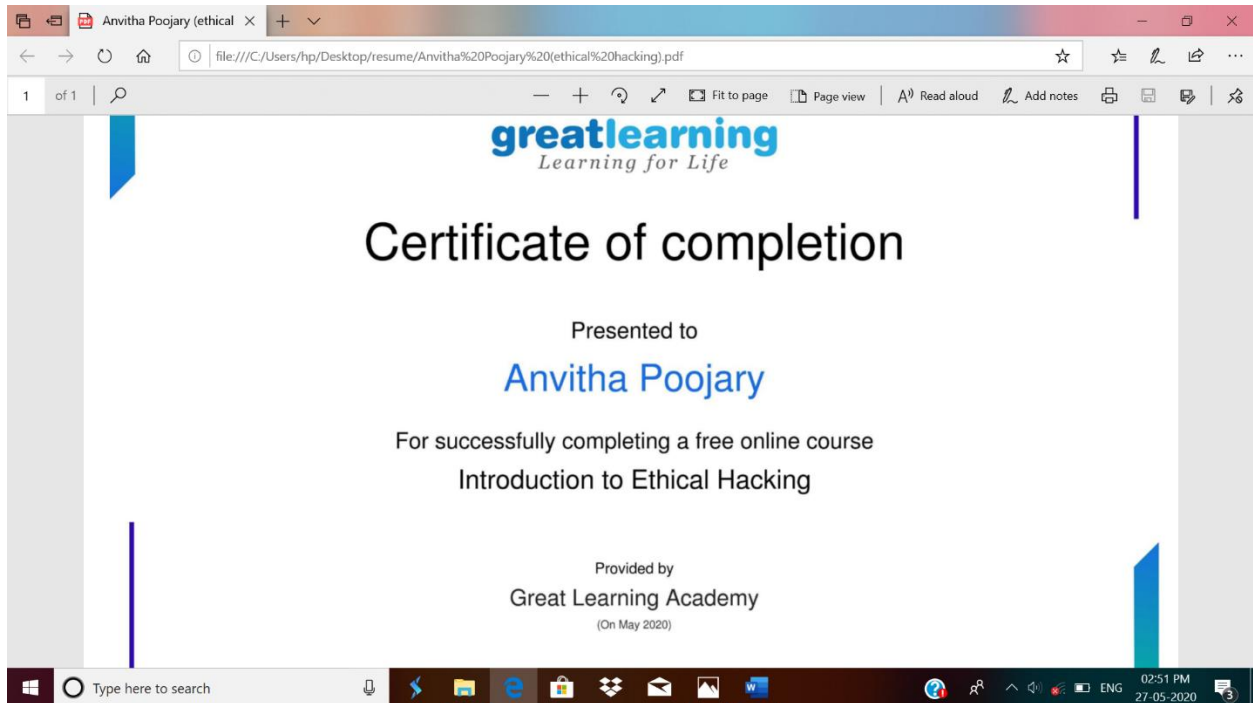 Anvitha Poojary (ethical
file:///C:/Users/hp/Desktop/resume/Anvitha%20Poojary%20(ethical%20hacking).pdf
1 of 1 Fit to page Page view Read aloud Add notes
greatlearning
Learning for Life
Certificate of completion
Presented to
Anvitha Poojary
For successfully completing a free online course
Introduction to Ethical Hacking
Provided by
Great Learning Academy
(On May 2020)
Type here to search ENG 02:51 PM
27-05-2020 3